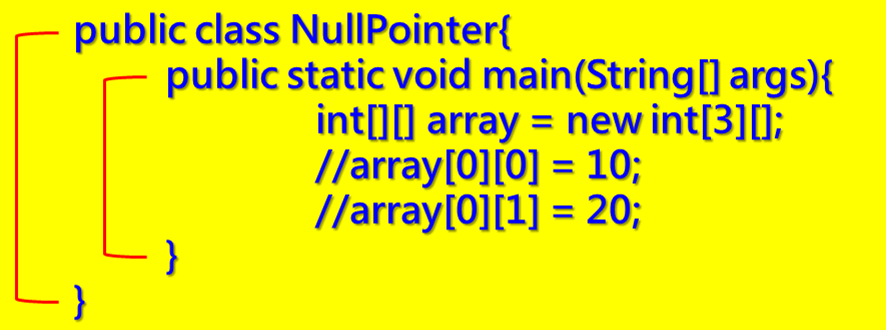 public class NullPointer{
public static void main(String[] args){
int[][] array = new int[3][];
//array[0][0] = 10;
//array[0][1] = 20;
}
}